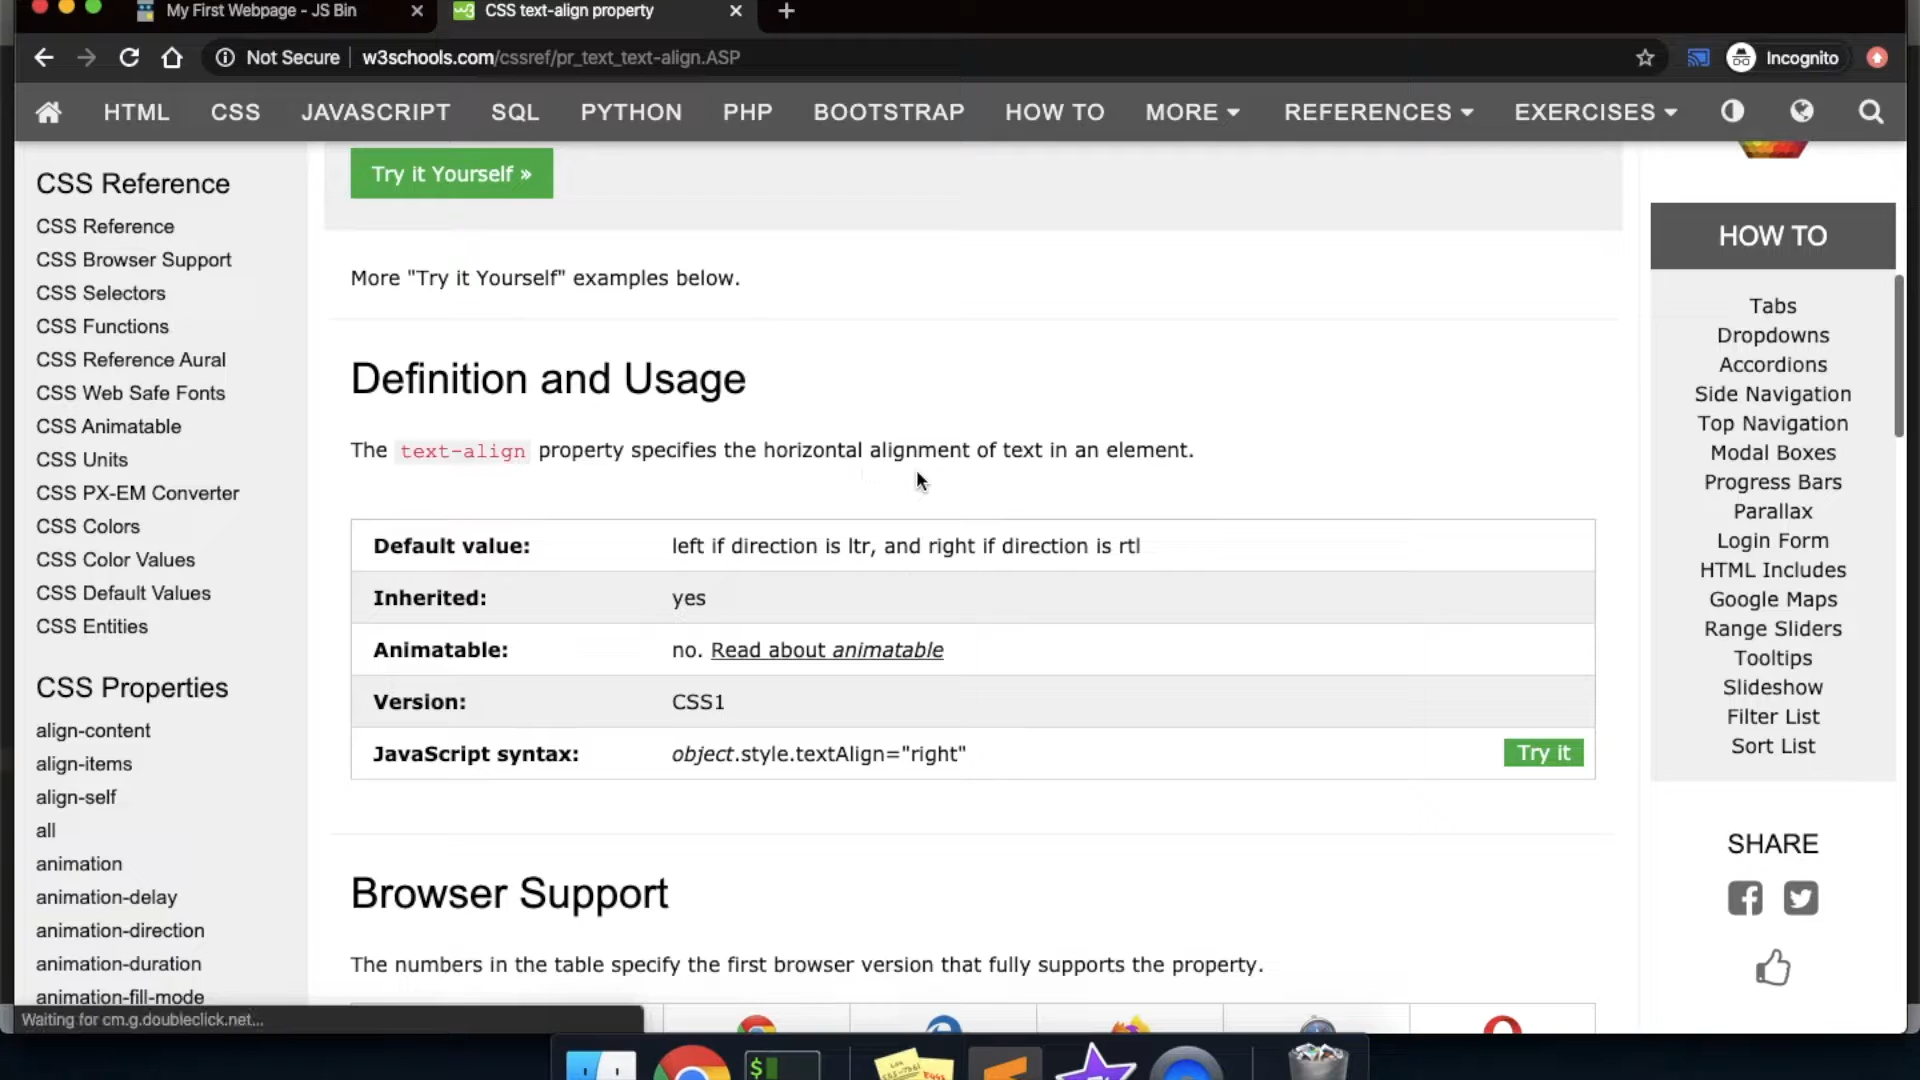 My First Webpage - JS Bin
CSS text-align property
Not Secure
w3schools.com/cssref/pr_text_text-align.ASP
Incognito
HTML
CSS
JAVASCRIPT
SQL
PYTHON
PHP
BOOTSTRAP
HOW TO
MORE
REFERENCES
EXERCISES
CSS Reference
CSS Reference
CSS Browser Support
CSS Selectors
CSS Functions
CSS Reference Aural
CSS Web Safe Fonts
CSS Animatable
CSS Units
CSS PX-EM Converter
CSS Colors
CSS Color Values
CSS Default Values
CSS Entities
CSS Properties
align-content
align-items
align-self
all
animation
animation-delay
animation-direction
animation-duration
animation-fill-mode
Waiting for cm.g.doubleclick.net...
Try it Yourself »
More "Try it Yourself" examples below.
Definition and Usage
The text-align property specifies the horizontal alignment of text in an element.
Default value: left if direction is ltr, and right if direction is rtl
Inherited: yes
Animatable: no. Read about animatable
Version: CSS1
JavaScript syntax: object.style.textAlign="right" Try it
Browser Support
The numbers in the table specify the first browser version that fully supports the property.
HOW TO
Tabs
Dropdowns
Accordions
Side Navigation
Top Navigation
Modal Boxes
Progress Bars
Parallax
Login Form
HTML Includes
Google Maps
Range Sliders
Tooltips
Slideshow
Filter List
Sort List
SHARE